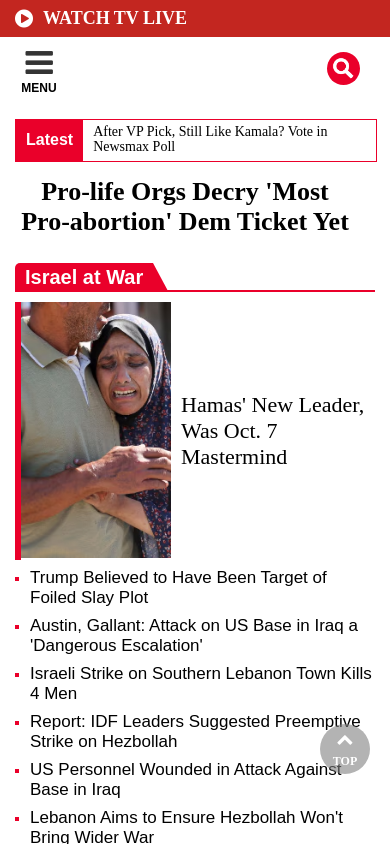 WATCH TV LIVE
MENU
Latest
After VP Pick, Still Like Kamala? Vote in
Newsmax Poll
Pro-life Orgs Decry 'Most
Pro-abortion' Dem Ticket Yet
Israel at War
Hamas' New Leader,
Was Oct. 7
Mastermind
Trump Believed to Have Been Target of
Foiled Slay Plot
Austin, Gallant: Attack on US Base in Iraq a
'Dangerous Escalation'
Israeli Strike on Southern Lebanon Town Kills
4 Men
Report: IDF Leaders Suggested Preemptive
Strike on Hezbollah
TOP
US Personnel Wounded in Attack Against
Base in Iraq
Lebanon Aims to Ensure Hezbollah Won't
Bring Wider War